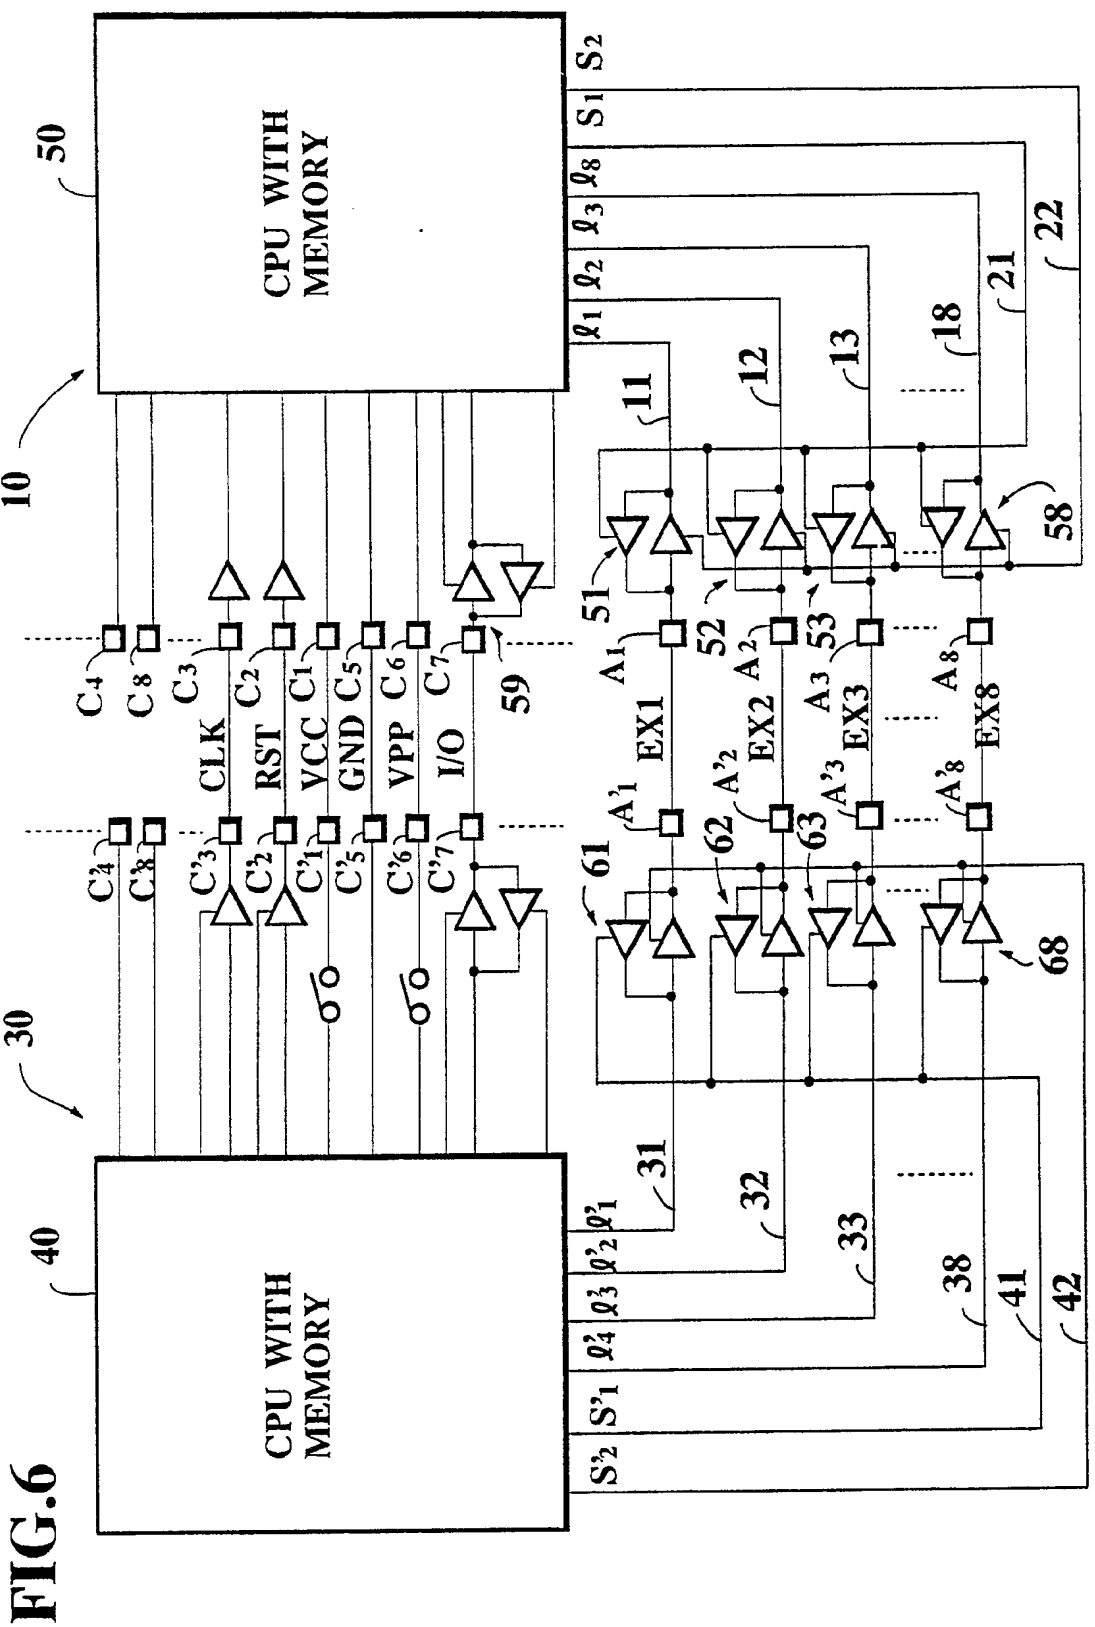 FIG.6
30
10
40
CPU WITH
MEMORY
50
CPU WITH
MEMORY
C'4
C4
C'8
C8
C'3
CLK
C3
C'2
RST
C2
C'1
VCC
C1
C'5
GND
C5
C'6
VPP
C6
C'7
I/O
C7
59
S'2
S'1
ℓ'4
ℓ'3
ℓ'2
ℓ'1
ℓ1
ℓ2
ℓ3
ℓ8
S1
S2
31
61
A'1
EX1
A1
51
11
32
62
A'2
EX2
A2
52
12
33
63
A'3
EX3
A3
53
13
38
68
A'8
EX8
A8
58
18
41
21
42
22